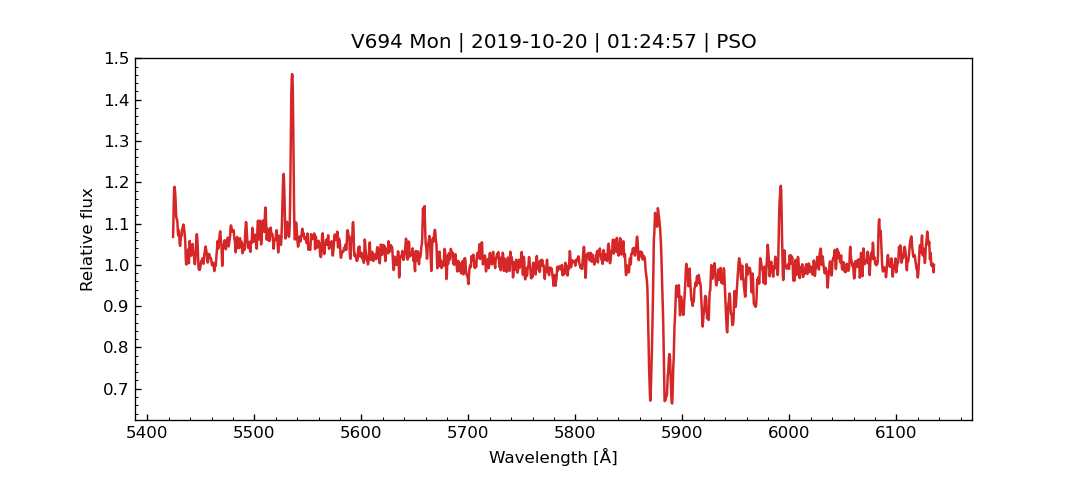 V694 Mon | 2019-10-20 | 01:24:57 | PSO
1.5
1.4
1.3
1.2
1.1
1.0
0.9
0.8
0.7
Relative flux
5400 5500 5600 5700 5800 5900 6000 6100
Wavelength [Å]